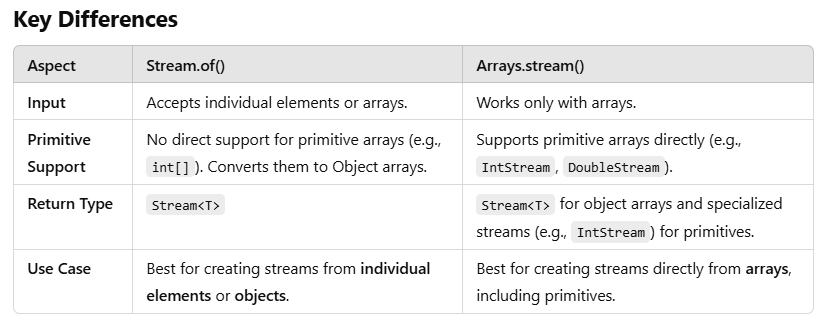 Key Differences
Aspect Stream.of() Arrays.stream()
Input Accepts individual elements or arrays. Works only with arrays.
Primitive Support No direct support for primitive arrays (e.g., int[]). Converts them to Object arrays. Supports primitive arrays directly (e.g., IntStream, DoubleStream).
Return Type Stream<T> Stream<T> for object arrays and specialized streams (e.g., IntStream) for primitives.
Use Case Best for creating streams from individual elements or objects. Best for creating streams directly from arrays, including primitives.